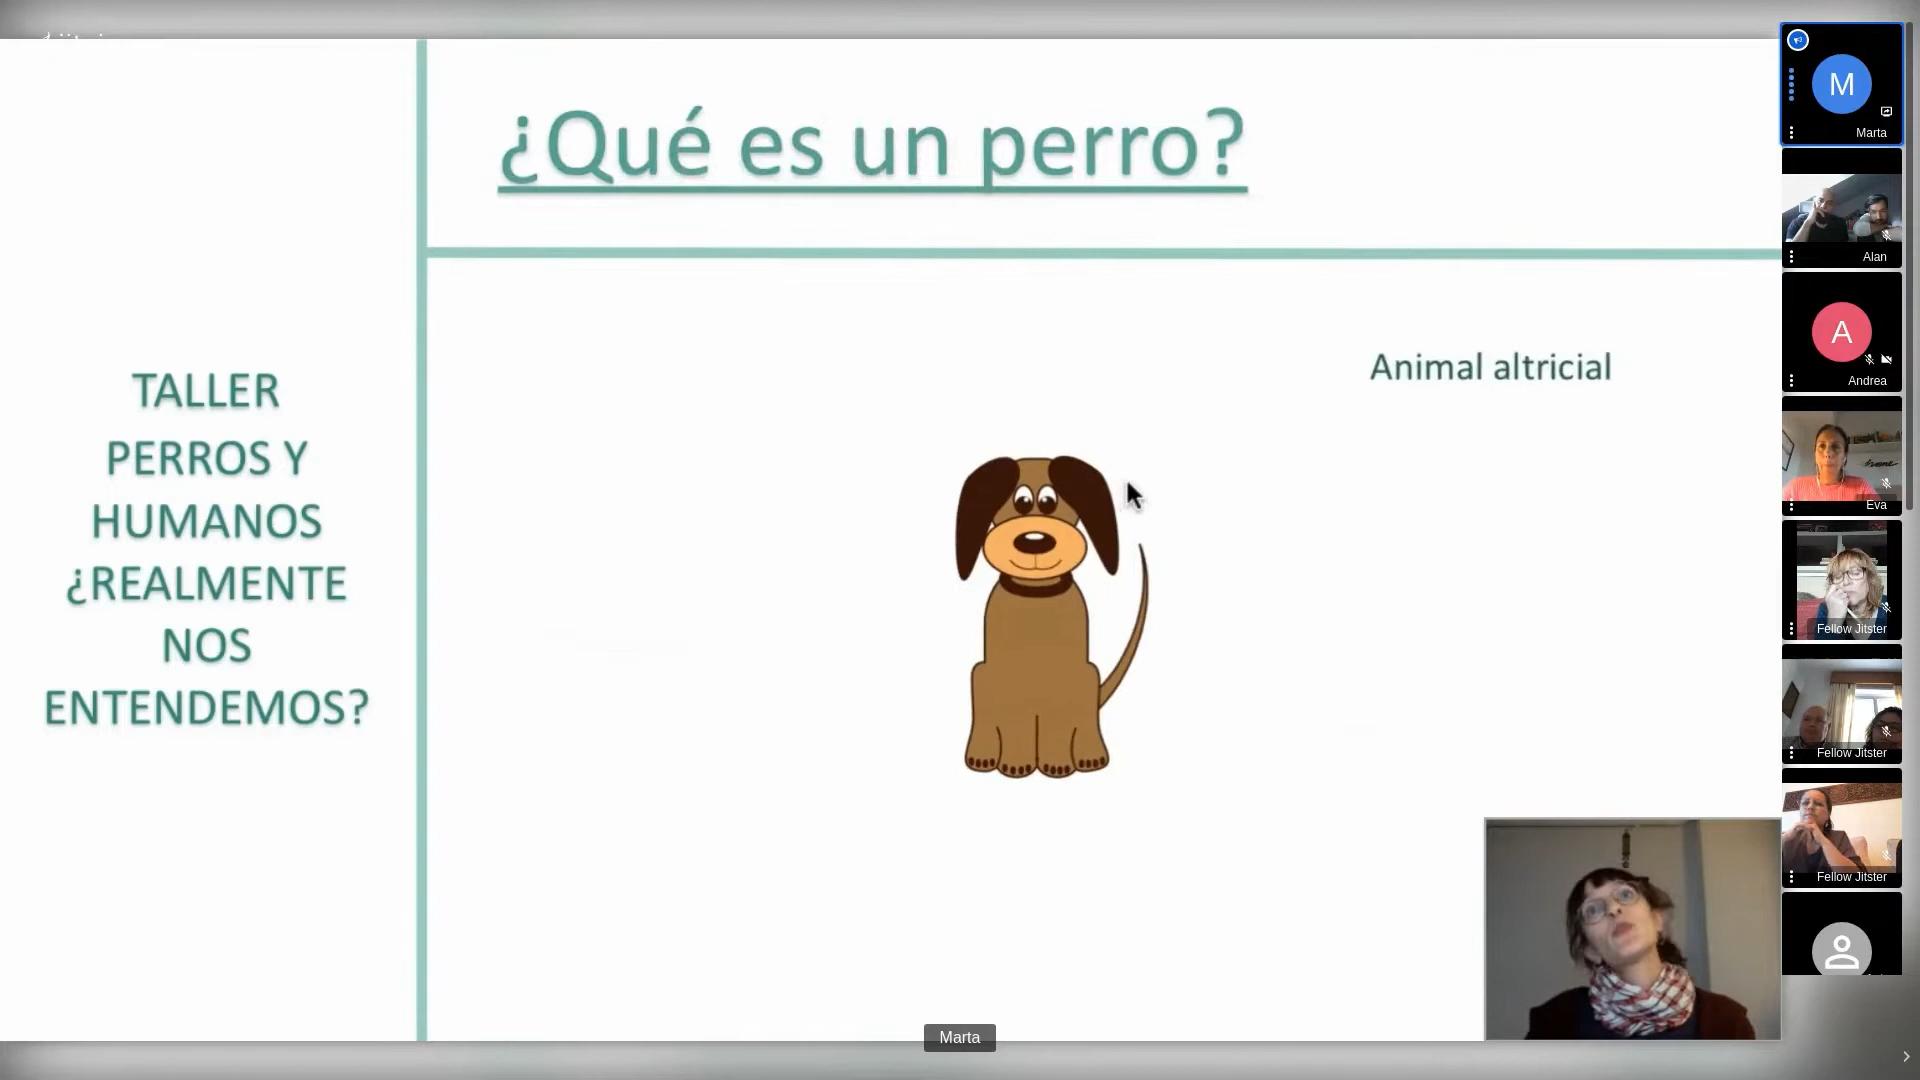 ¿Qué es un perro?
TALLER
PERROS Y
HUMANOS
¿REALMENTE
NOS
ENTENDEMOS?
Animal altricial
Marta
M
Marta
Alan
A
Andrea
Eva
Fellow Jitster
Fellow Jitster
Fellow Jitster